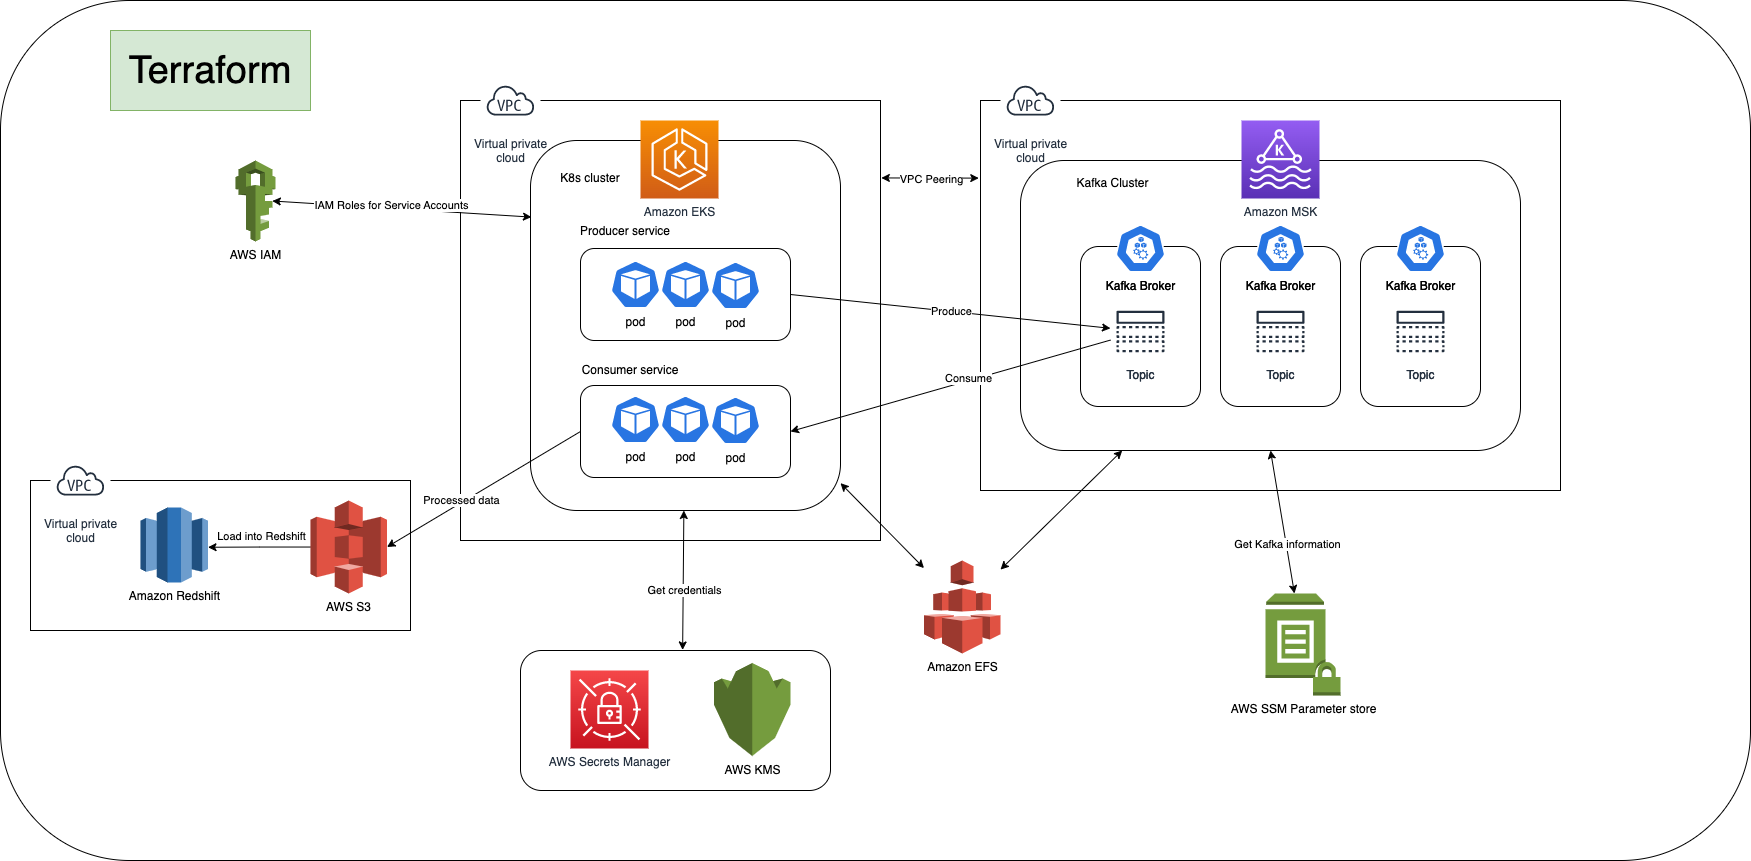 Terraform
VPC
Virtual private
cloud
K8s cluster
K
Amazon EKS
VPC
Virtual private
cloud
Kafka Cluster
K
Amazon MSK
VPC Peering
IAM Roles for Service Accounts
AWS IAM
Producer service
pod
pod
pod
Produce
Kafka Broker
Kafka Broker
Kafka Broker
Topic
Topic
Topic
Consumer service
pod
pod
pod
Consume
VPC
Virtual private
cloud
Processed data
Load into Redshift
Amazon Redshift
AWS S3
Get credentials
Get Kafka information
AWS Secrets Manager
AWS KMS
Amazon EFS
AWS SSM Parameter store